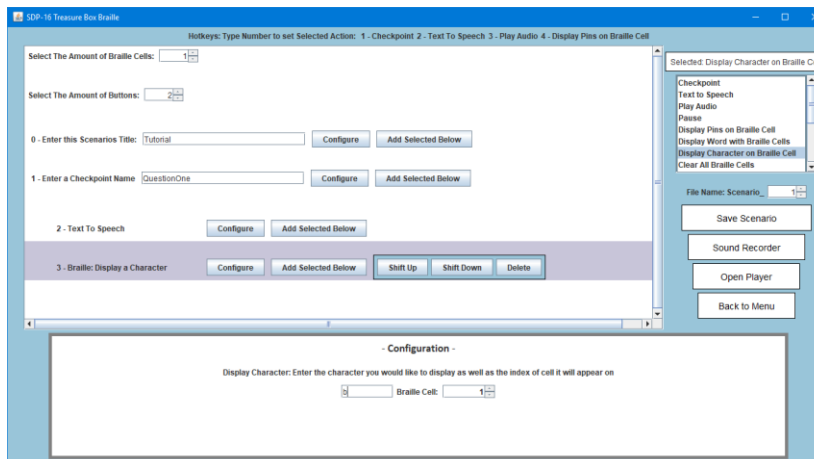 SDP-16 Treasure Box Braille
Hotkeys: Type Number to set Selected Action: 1 - Checkpoint 2 - Text To Speech 3 - Play Audio 4 - Display Pins on Braille Cell
Select The Amount of Braille Cells: 1
Select The Amount of Buttons: 2
0 - Enter this Scenarios Title: Tutorial Configure Add Selected Below
1 - Enter a Checkpoint Name QuestionOne Configure Add Selected Below
2 - Text To Speech Configure Add Selected Below
3 - Braille: Display a Character Configure Add Selected Below Shift Up Shift Down Delete
Selected: Display Character on Braille C
Checkpoint
Text to Speech
Play Audio
Pause
Display Pins on Braille Cell
Display Word with Braille Cells
Display Character on Braille Cell
Clear All Braille Cells
File Name: Scenario_ 1
Save Scenario
Sound Recorder
Open Player
Back to Menu
- Configuration -
Display Character: Enter the character you would like to display as well as the index of cell it will appear on
b Braille Cell: 1